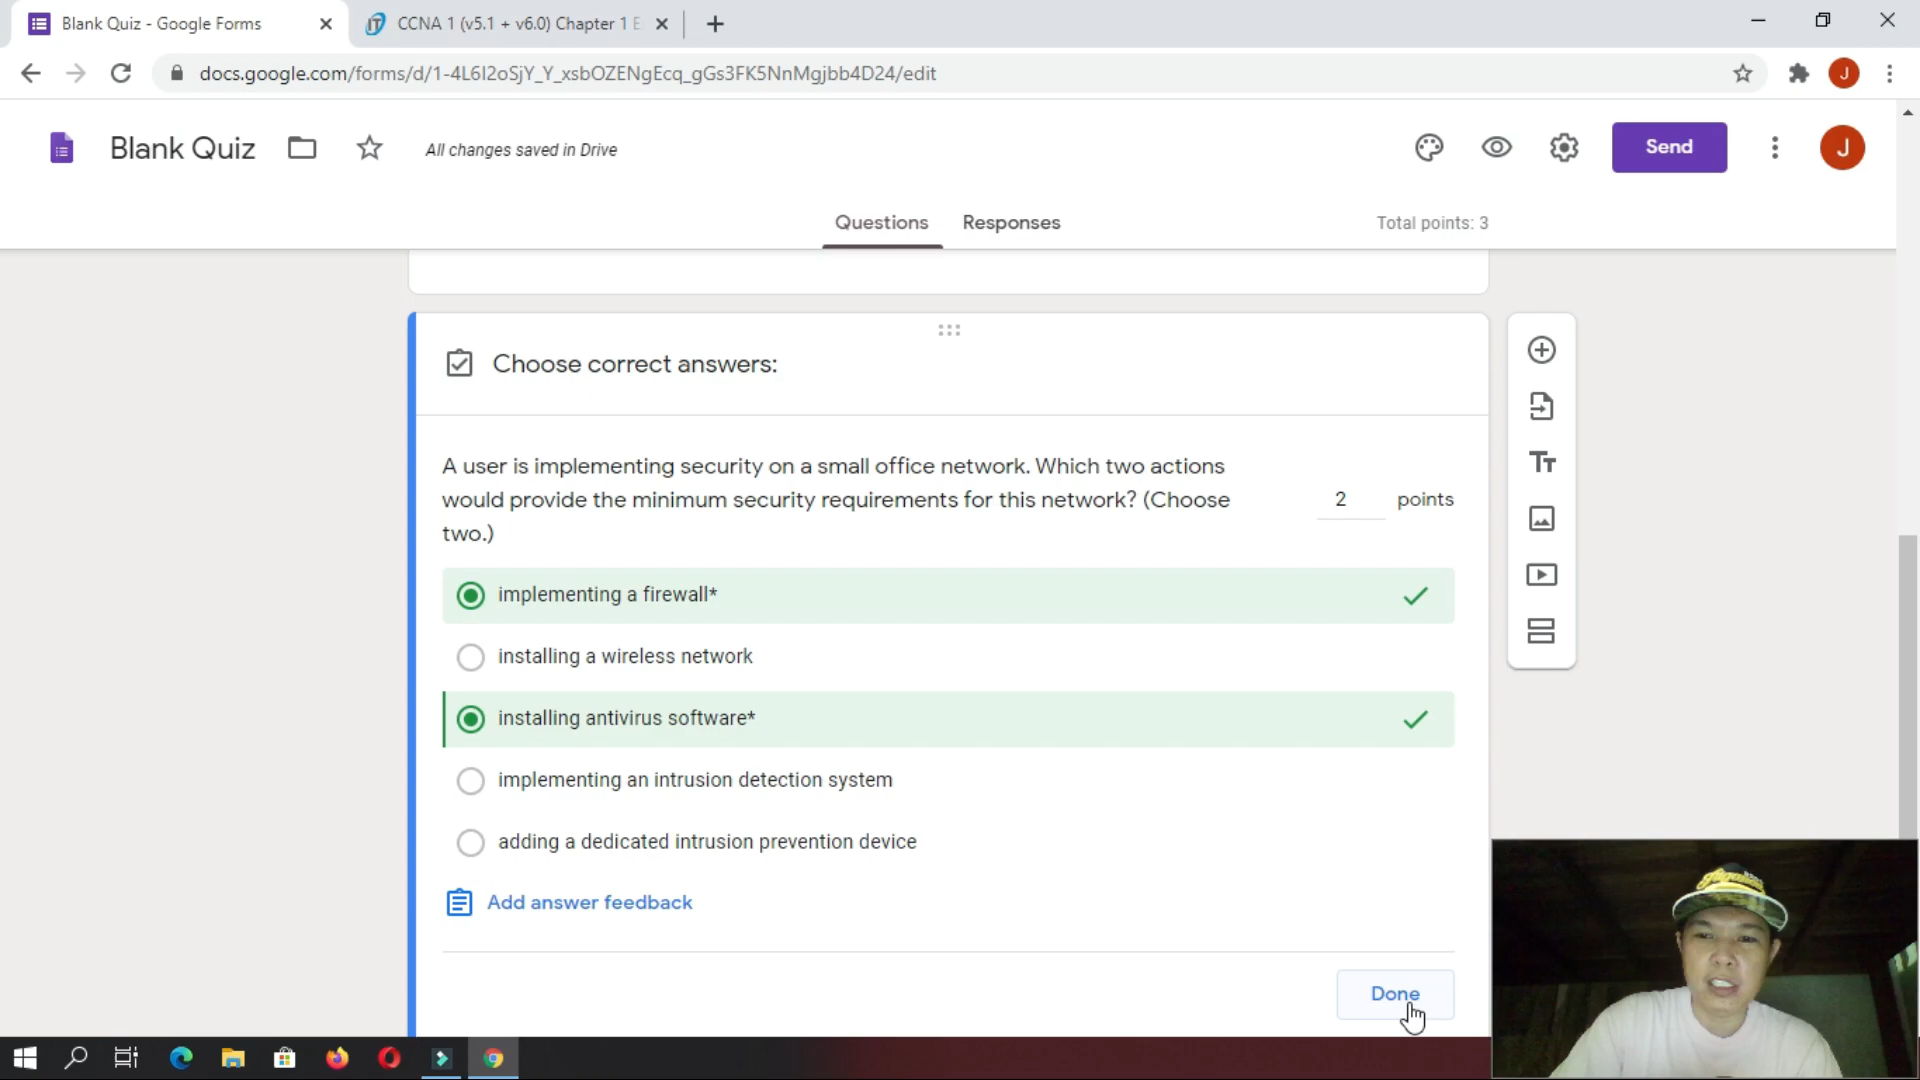 Blank Quiz - Google Forms
CCNA 1 (v5.1 + v6.0) Chapter 1 E
docs.google.com/forms/d/1-4L6I2oSjY_Y_xsbOZENgEcq_gGs3FK5NnMgjbb4D24/edit
J
Blank Quiz
All changes saved in Drive
Send
J
Questions
Responses
Total points: 3
Choose correct answers:
A user is implementing security on a small office network. Which two actions
would provide the minimum security requirements for this network? (Choose
two.)
2 points
implementing a firewall*
installing a wireless network
installing antivirus software*
implementing an intrusion detection system
adding a dedicated intrusion prevention device
Add answer feedback
Done